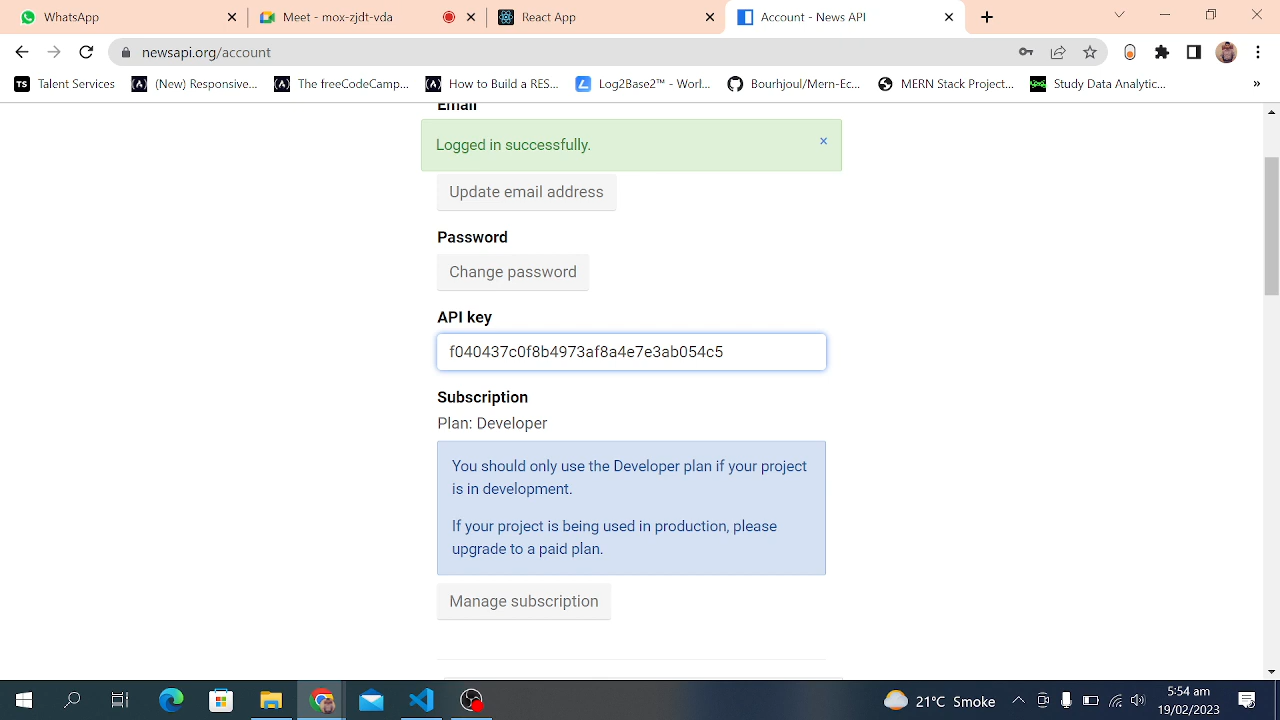 WhatsApp
Meet - mox-zjdt-vda
React App
Account - News API
newsapi.org/account
TS Talent Services
(New) Responsive...
The freeCodeCamp...
How to Build a RES...
Log2Base2™ - Worl...
Bourhjoul/Mern-Ec...
MERN Stack Project...
Study Data Analytic...
»
Email
Logged in successfully.
×
Update email address
Password
Change password
API key
f040437c0f8b4973af8a4e7e3ab054c5
Subscription
Plan: Developer
You should only use the Developer plan if your project
is in development.
If your project is being used in production, please
upgrade to a paid plan.
Manage subscription
21°C Smoke
5:54 am
19/02/2023